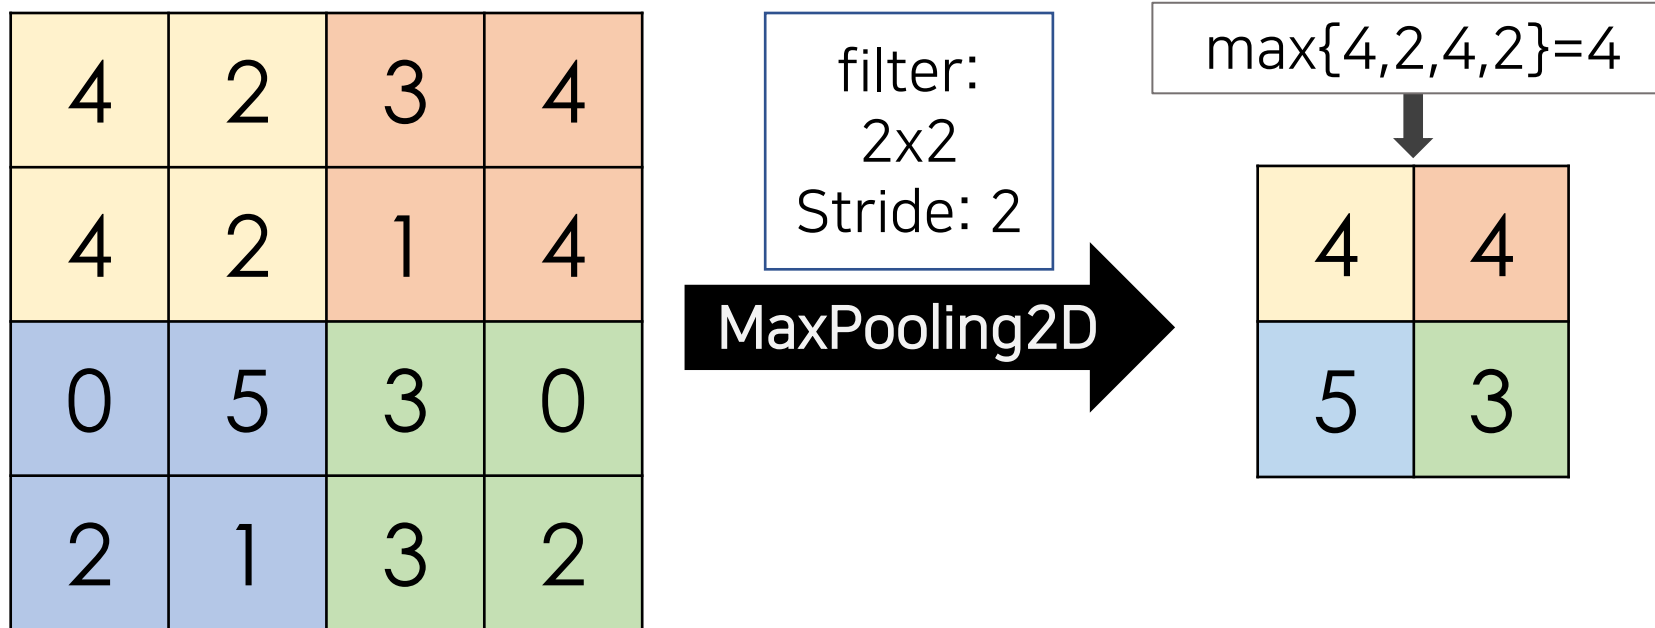 4 2 3 4
4 2 1 4
0 5 3 0
2 1 3 2
filter:
2x2
Stride: 2
MaxPooling2D
max{4,2,4,2}=4
4 4
5 3